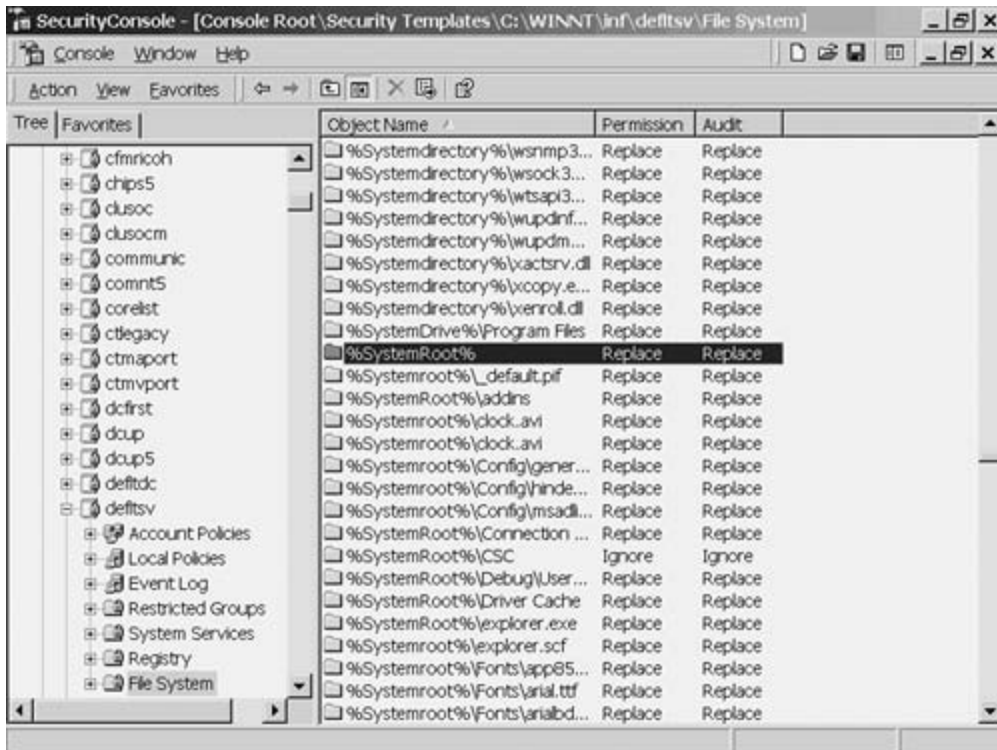 SecurityConsole - [Console Root\Security Templates\C:\WINNT\inf\defltsv\File System]
Console Window Help
Action View Favorites
Tree Favorites
cfmricoh
chips5
clusoc
clusocm
communic
comnt5
corelist
ctlegacy
ctmaport
ctmvport
dcfirst
dcup
dcup5
defltdc
defltsv
Account Policies
Local Policies
Event Log
Restricted Groups
System Services
Registry
File System
Object Name Permission Audit
%Systemdirectory%\wsnmp3... Replace Replace
%Systemdirectory%\wsock3... Replace Replace
%Systemdirectory%\wtsapi3... Replace Replace
%Systemdirectory%\wupdinf... Replace Replace
%Systemdirectory%\wupdm... Replace Replace
%Systemdirectory%\xactsrv.dll Replace Replace
%Systemdirectory%\xcopy.e... Replace Replace
%Systemdirectory%\xenroll.dll Replace Replace
%SystemDrive%\Program Files Replace Replace
%SystemRoot% Replace Replace
%Systemroot%\_default.pif Replace Replace
%SystemRoot%\addins Replace Replace
%Systemroot%\clock.avi Replace Replace
%Systemroot%\clock.avi Replace Replace
%Systemroot%\Config\gener... Replace Replace
%Systemroot%\Config\hinde... Replace Replace
%Systemroot%\Config\msadli... Replace Replace
%SystemRoot%\Connection ... Replace Replace
%SystemRoot%\CSC Ignore Ignore
%SystemRoot%\Debug\User... Replace Replace
%SystemRoot%\Driver Cache Replace Replace
%Systemroot%\explorer.exe Replace Replace
%Systemroot%\explorer.scf Replace Replace
%Systemroot%\Fonts\app85... Replace Replace
%Systemroot%\Fonts\arial.ttf Replace Replace
%Systemroot%\Fonts\arialbd... Replace Replace